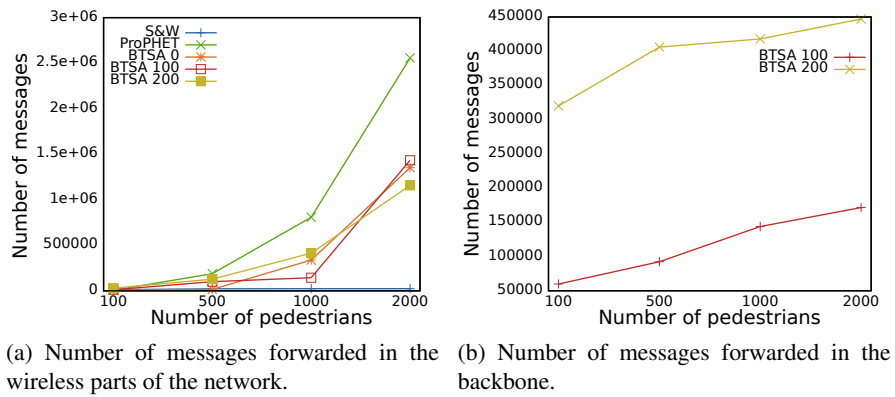 3e+06
2.5e+06
2e+06
1.5e+06
1e+06
500000
0
S&W
ProPHET
BTSA 0
BTSA 100
BTSA 200
Number of messages
100 500 1000 2000
Number of pedestrians
450000
400000
350000
300000
250000
200000
150000
100000
50000
BTSA 100
BTSA 200
Number of messages
100 500 1000 2000
Number of pedestrians
(a) Number of messages forwarded in the
wireless parts of the network.
(b) Number of messages forwarded in the
backbone.